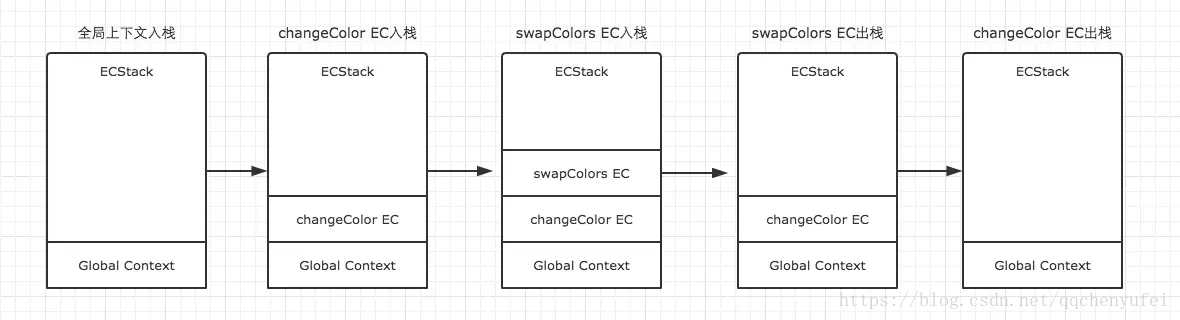 全局上下文入栈
ECStack
Global Context
changeColor EC入栈
ECStack
changeColor EC
Global Context
swapColors EC入栈
ECStack
swapColors EC
changeColor EC
Global Context
swapColors EC出栈
ECStack
changeColor EC
Global Context
changeColor EC出栈
ECStack
Global Context
https://blog.csdn.net/qqchenyufei